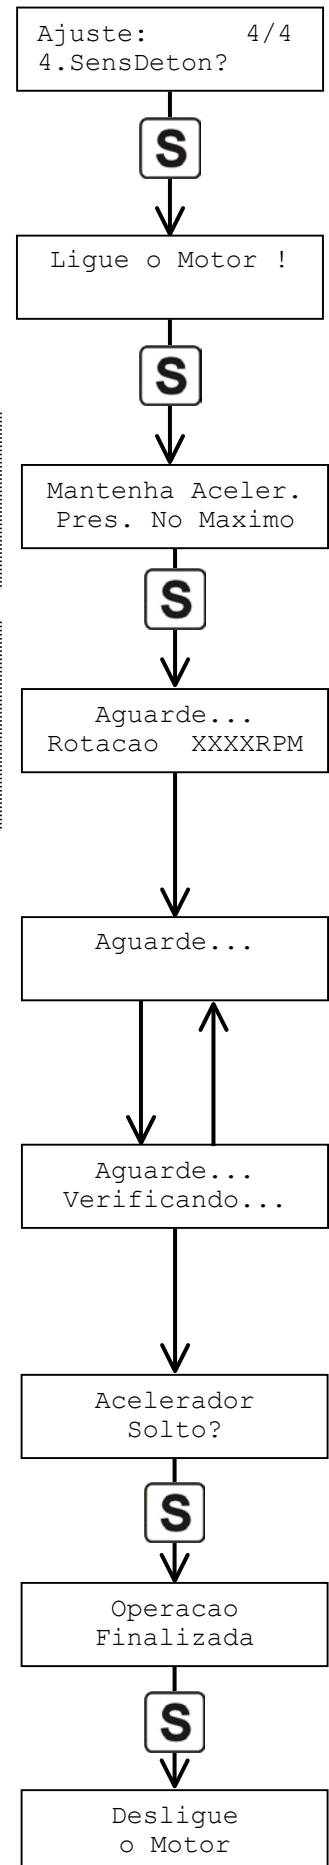 Ajuste: 4/4
4.SensDeton?
S
Ligue o Motor !
S
Mantenha Aceler.
Pres. No Maximo
S
Aguarde...
Rotacao XXXXRPM
Aguarde...
Aguarde...
Verificando...
Acelerador
Solto?
S
Operacao
Finalizada
S
Desligue
o Motor